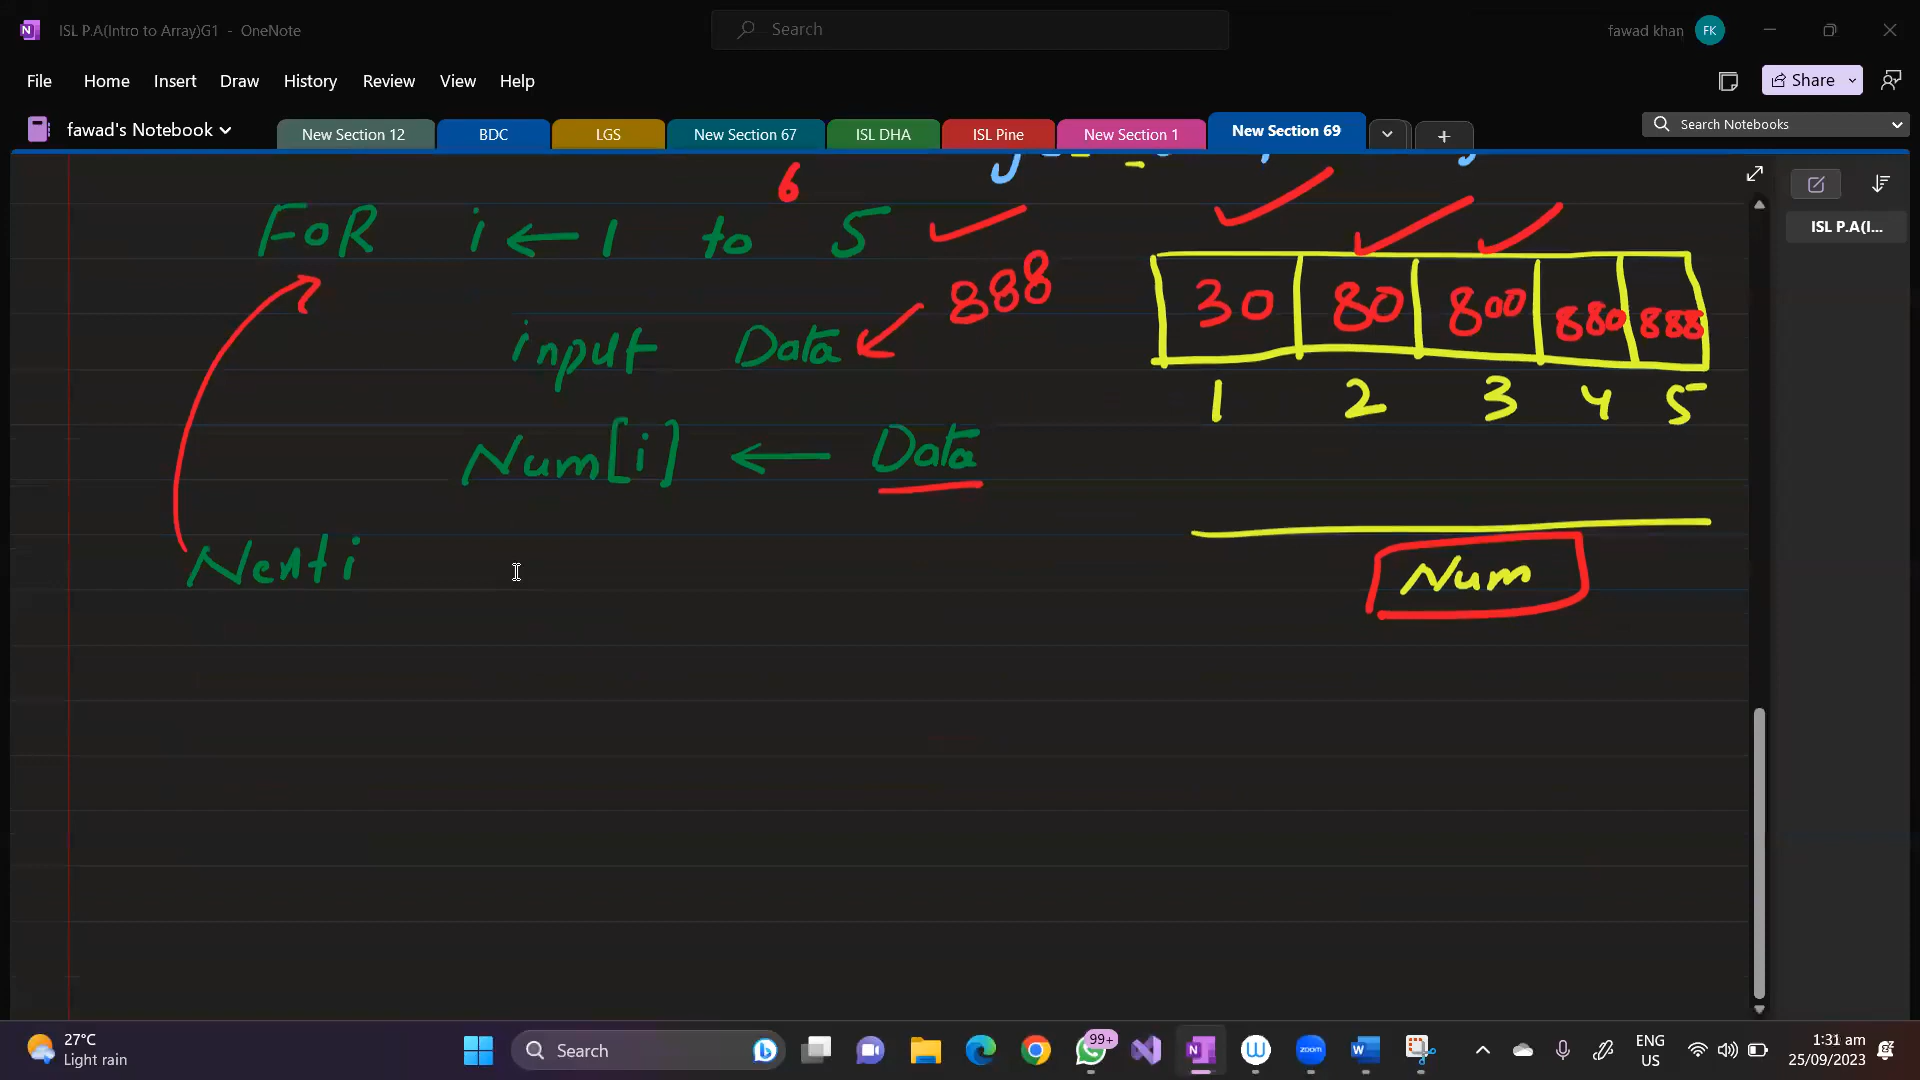 ISL P.A(Intro to Array)G1 - OneNote
Search
fawad khan
FK
File Home Insert Draw History Review View Help
Share
fawad's Notebook
New Section 12 BDC LGS New Section 67 ISL DHA ISL Pine New Section 1 New Section 69
Search Notebooks
ISL P.A(I...
6
FOR i ← 1 to 5
888
input Data
Num[i] ← Data
Next i
30 80 800 880 888
1 2 3 4 5
Num
27°C
Light rain
Search
99+
zoom
ENG
US
1:31 am
25/09/2023